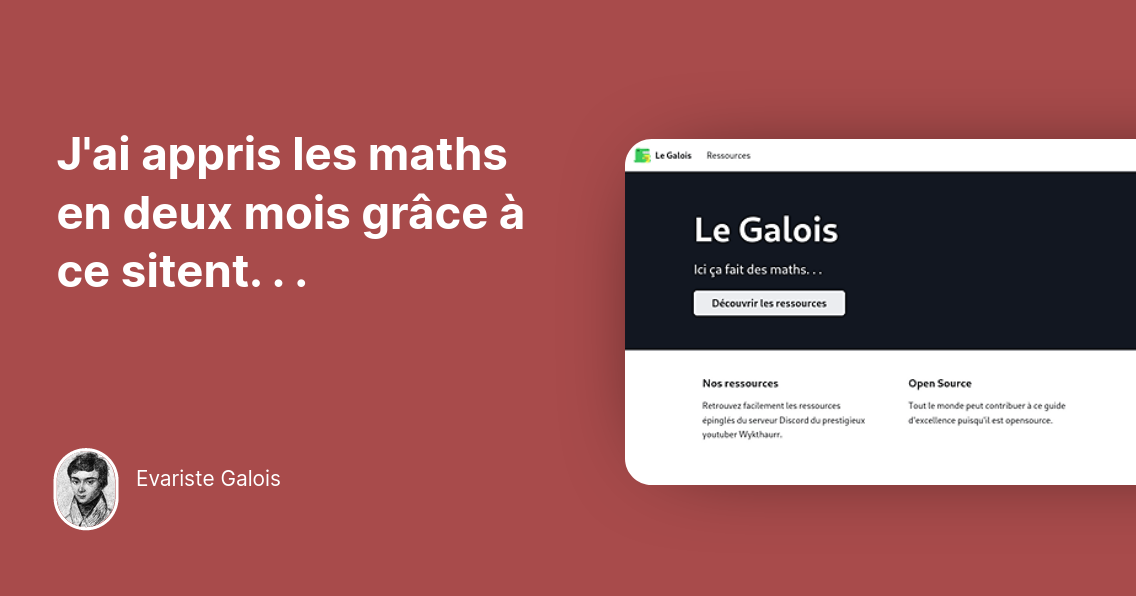 J'ai appris les maths
en deux mois grâce à
ce sitent. . .
Evariste Galois
Le Galois
Ressources
Le Galois
Ici ça fait des maths. . .
Découvrir les ressources
Nos ressources
Retrouvez facilement les ressources
épinglés du serveur Discord du prestigieux
youtuber Wykthaurr.
Open Source
Tout le monde peut contribuer à ce guide
d'excellence puisqu'il est opensource.